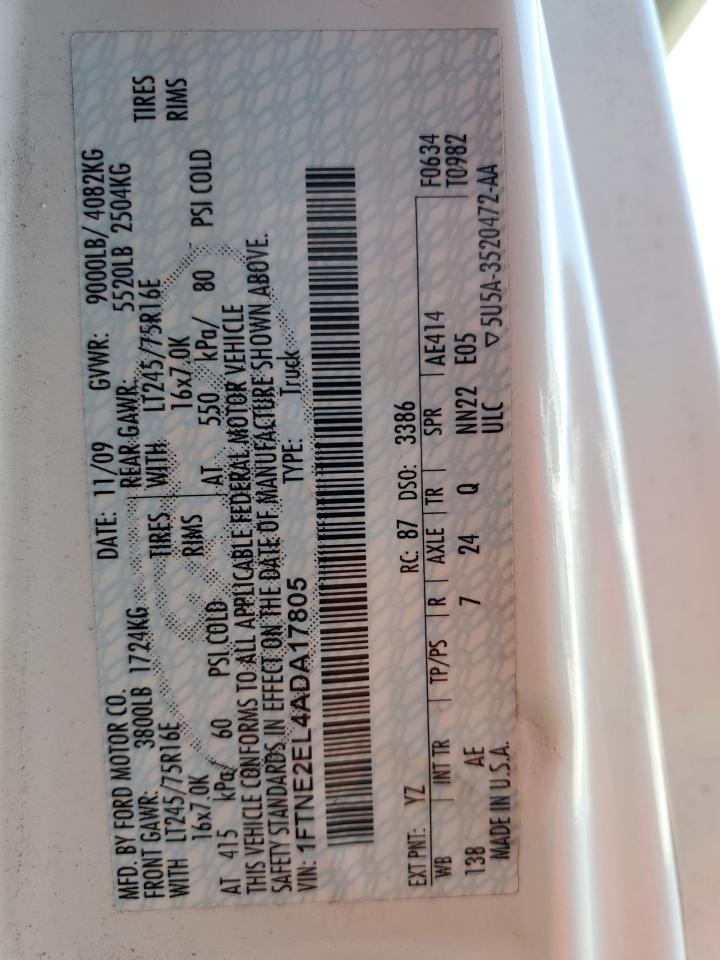 MFD. BY FORD MOTOR CO. DATE: 11/09 GVWR: 9000LB/ 4082KG
FRONT GAWR: 3800LB 1724KG REAR GAWR: 5520LB 2504KG
WITH LT245/75R16E TIRES WITH LT245/75R16E TIRES
16x7.0K RIMS 16x7.0K RIMS
AT 415 kPa/ 60 PSI COLD AT 550 kPa/ 80 PSI COLD
THIS VEHICLE CONFORMS TO ALL APPLICABLE FEDERAL MOTOR VEHICLE
SAFETY STANDARDS IN EFFECT ON THE DATE OF MANUFACTURE SHOWN ABOVE.
VIN: 1FTNE2EL4ADA17805 TYPE: Truck
EXT PNT: YZ RC: 87 DSO: 3386 F0634
WB INT TR TP/PS R AXLE TR SPR AE414 T0982
138 AE 7 24 Q NN22 E05
MADE IN U.S.A. ULC ▽5U5A-3520472-AA